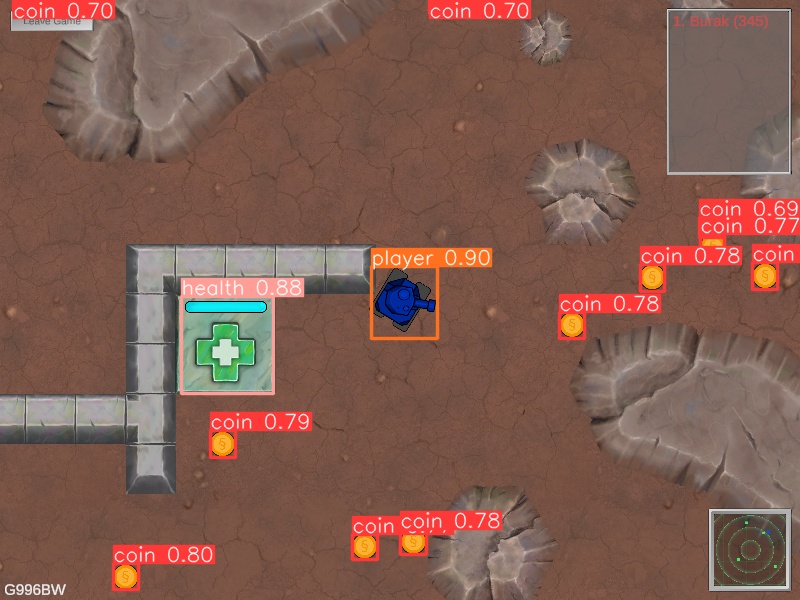 coin 0.70
coin 0.70
Leave Game
1. Burak (345)
coin 0.69
coin 0.77
coin 0.78
coin
player 0.90
health 0.88
coin 0.78
coin 0.79
coin
coin 0.78
coin 0.80
G996BW